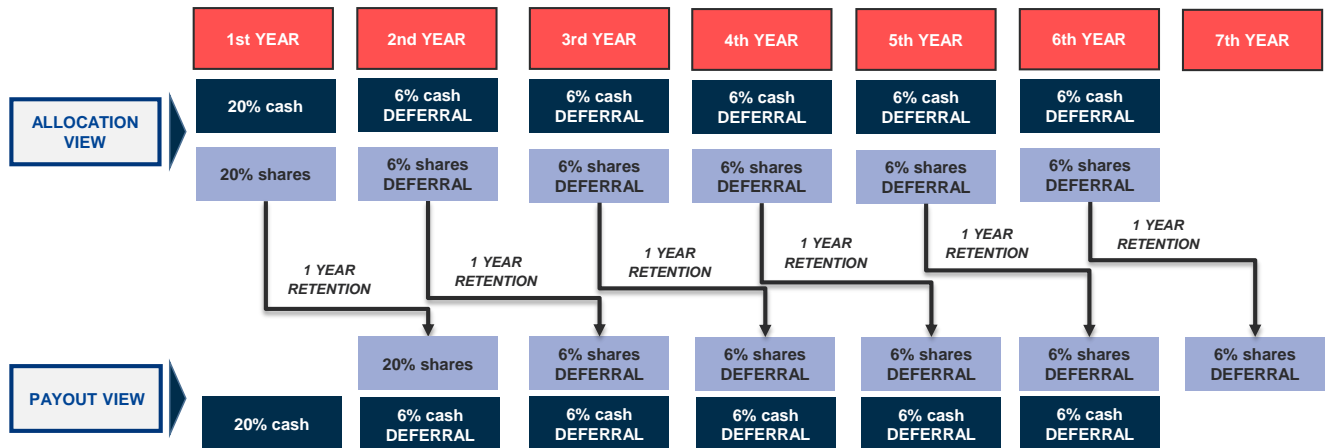 1st YEAR
2nd YEAR
3rd YEAR
4th YEAR
5th YEAR
6th YEAR
7th YEAR
ALLOCATION
VIEW
20% cash
6% cash
DEFERRAL
6% cash
DEFERRAL
6% cash
DEFERRAL
6% cash
DEFERRAL
6% cash
DEFERRAL
20% shares
6% shares
DEFERRAL
6% shares
DEFERRAL
6% shares
DEFERRAL
6% shares
DEFERRAL
6% shares
DEFERRAL
1 YEAR
RETENTION
1 YEAR
RETENTION
1 YEAR
RETENTION
1 YEAR
RETENTION
1 YEAR
RETENTION
1 YEAR
RETENTION
PAYOUT VIEW
20% shares
6% shares
DEFERRAL
6% shares
DEFERRAL
6% shares
DEFERRAL
6% shares
DEFERRAL
6% shares
DEFERRAL
20% cash
6% cash
DEFERRAL
6% cash
DEFERRAL
6% cash
DEFERRAL
6% cash
DEFERRAL
6% cash
DEFERRAL